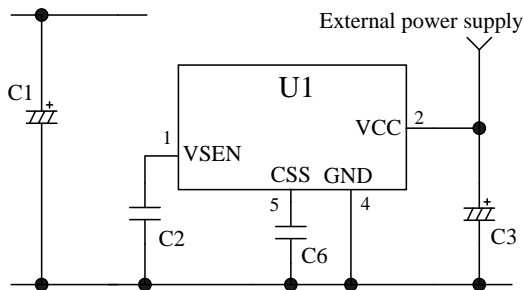 External power supply
C1
+
U1
VCC
2
1
VSEN
CSS
GND
5
4
+
C2
C6
C3